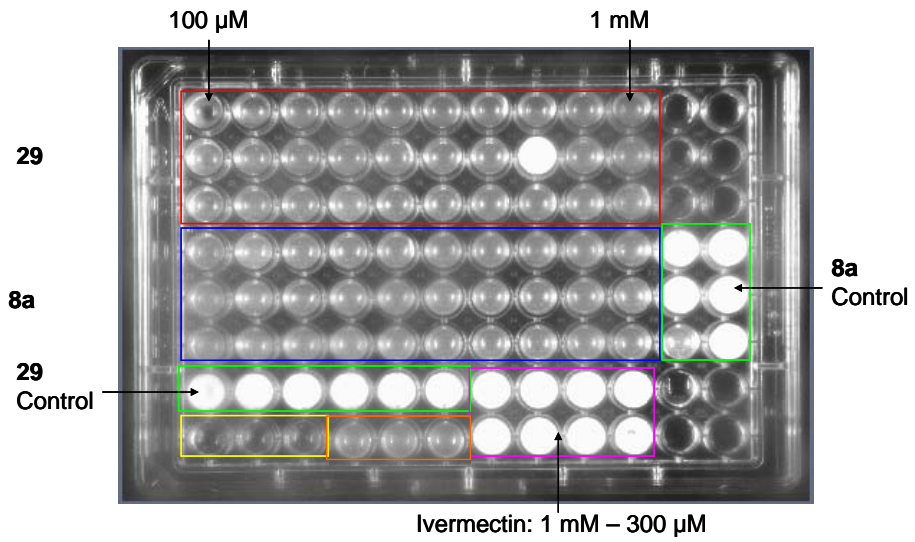 100 µM
1 mM
29
8a
8a
Control
29
Control
Ivermectin: 1 mM – 300 µM